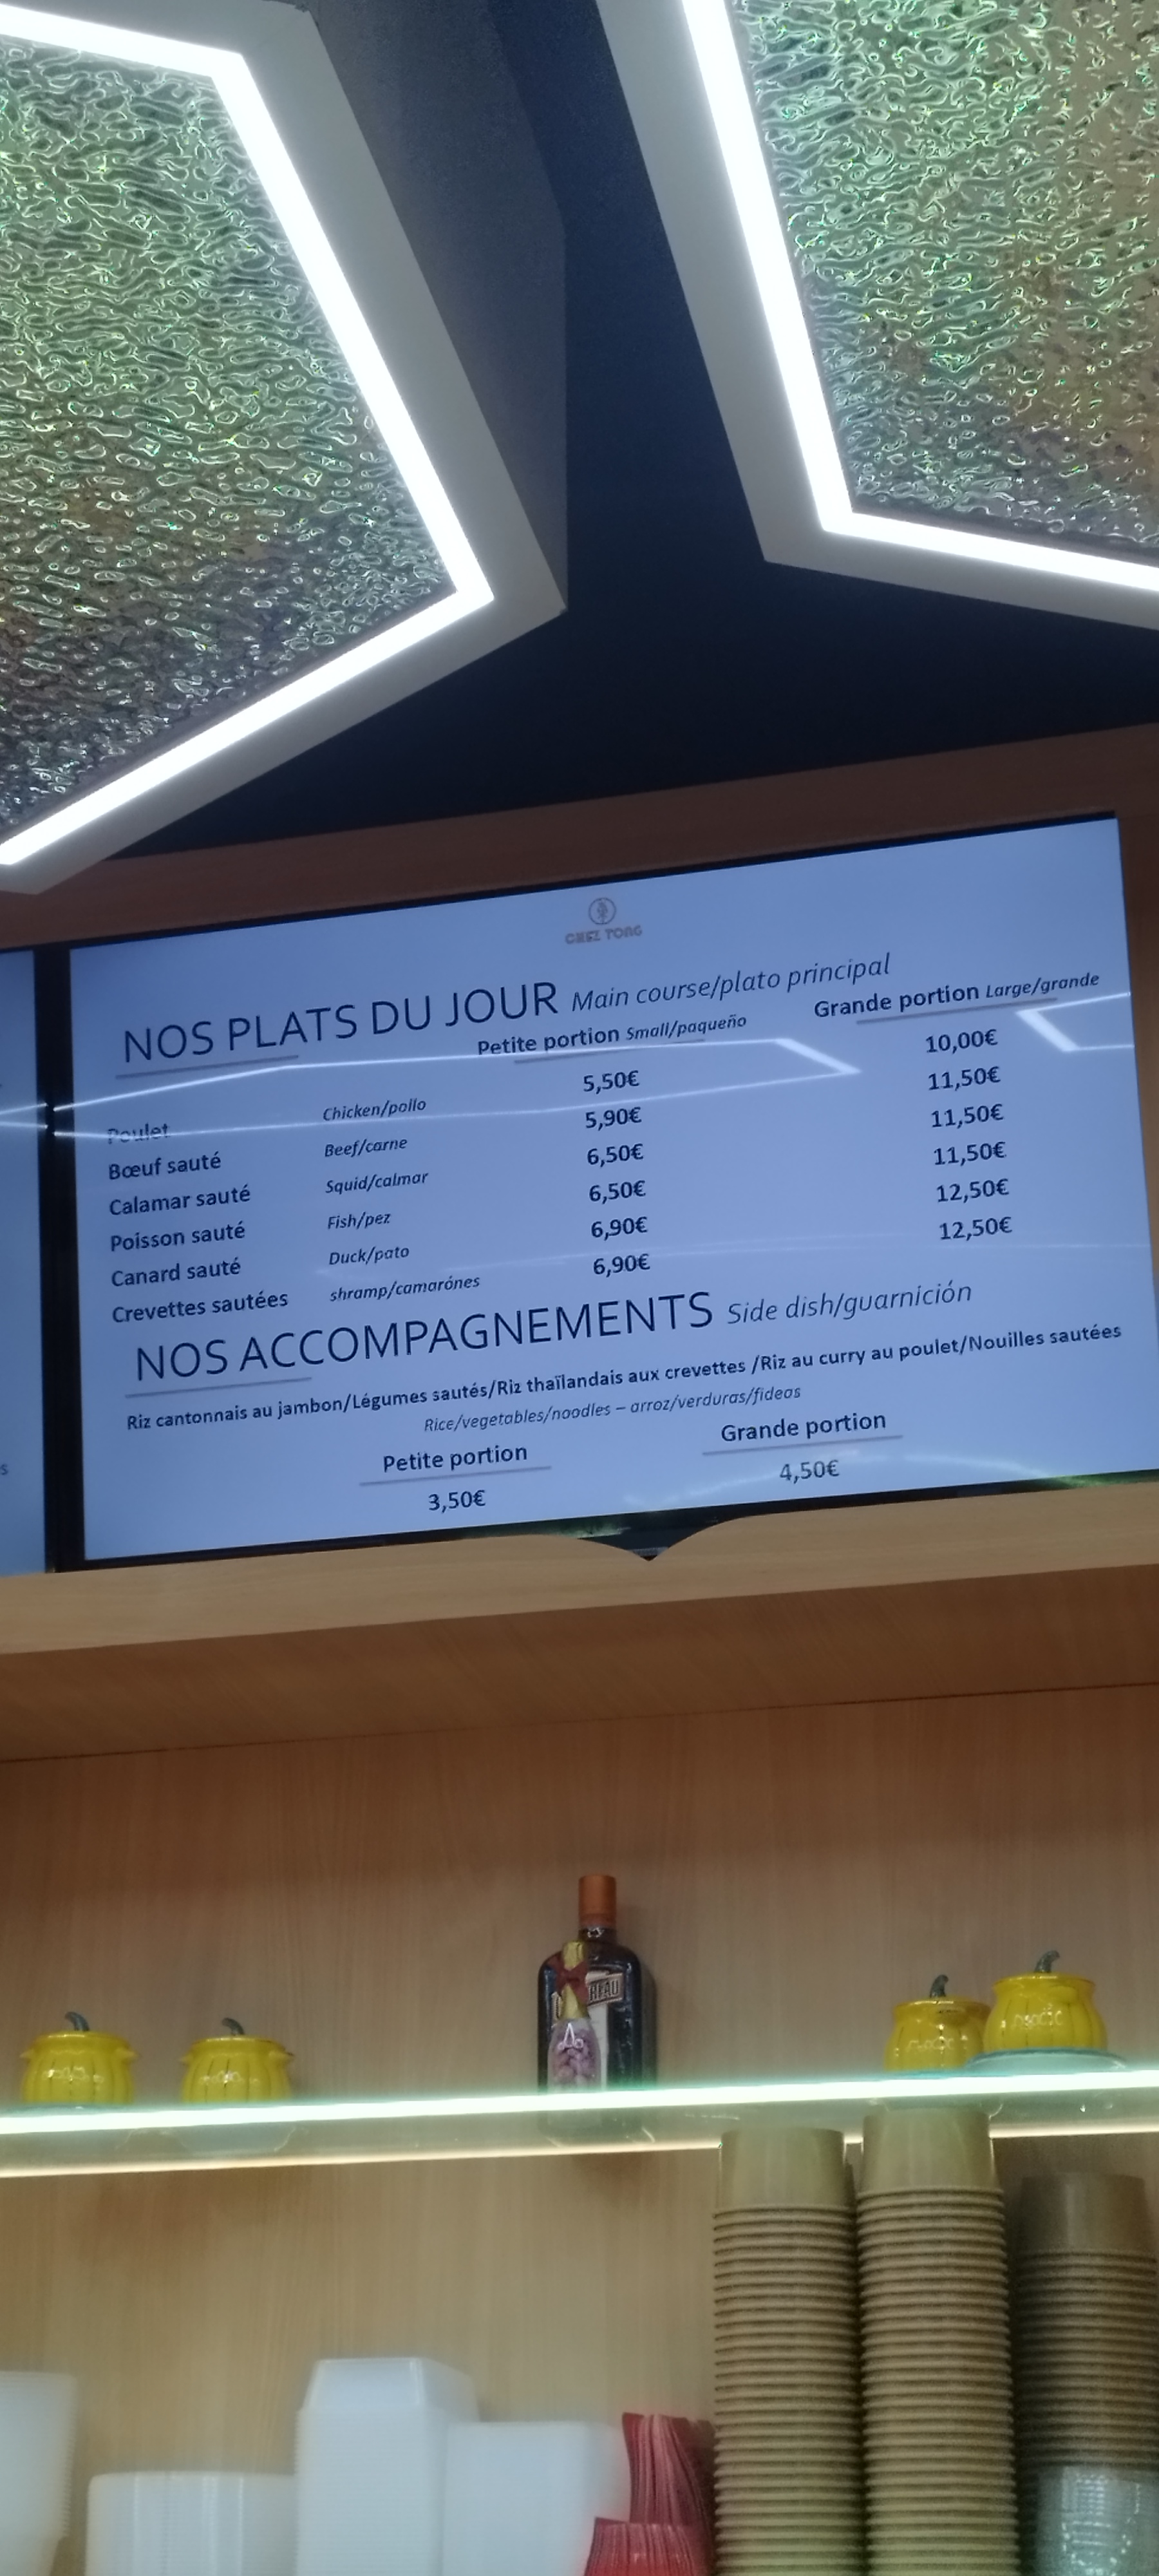 CHEZ TONG
NOS PLATS DU JOUR Main course/plato principal
Petite portion Small/paqueño Grande portion Large/grande
Poulet Chicken/pollo 5,50€ 10,00€
Bœuf sauté Beef/carne 5,90€ 11,50€
Calamar sauté Squid/calmar 6,50€ 11,50€
Poisson sauté Fish/pez 6,50€ 11,50€
Canard sauté Duck/pato 6,90€ 12,50€
Crevettes sautées shramp/camarónes 6,90€ 12,50€
NOS ACCOMPAGNEMENTS Side dish/guarnición
Riz cantonnais au jambon/Légumes sautés/Riz thaïlandais aux crevettes /Riz au curry au poulet/Nouilles sautées
Rice/vegetables/noodles – arroz/verduras/fideos
Petite portion Grande portion
3,50€ 4,50€